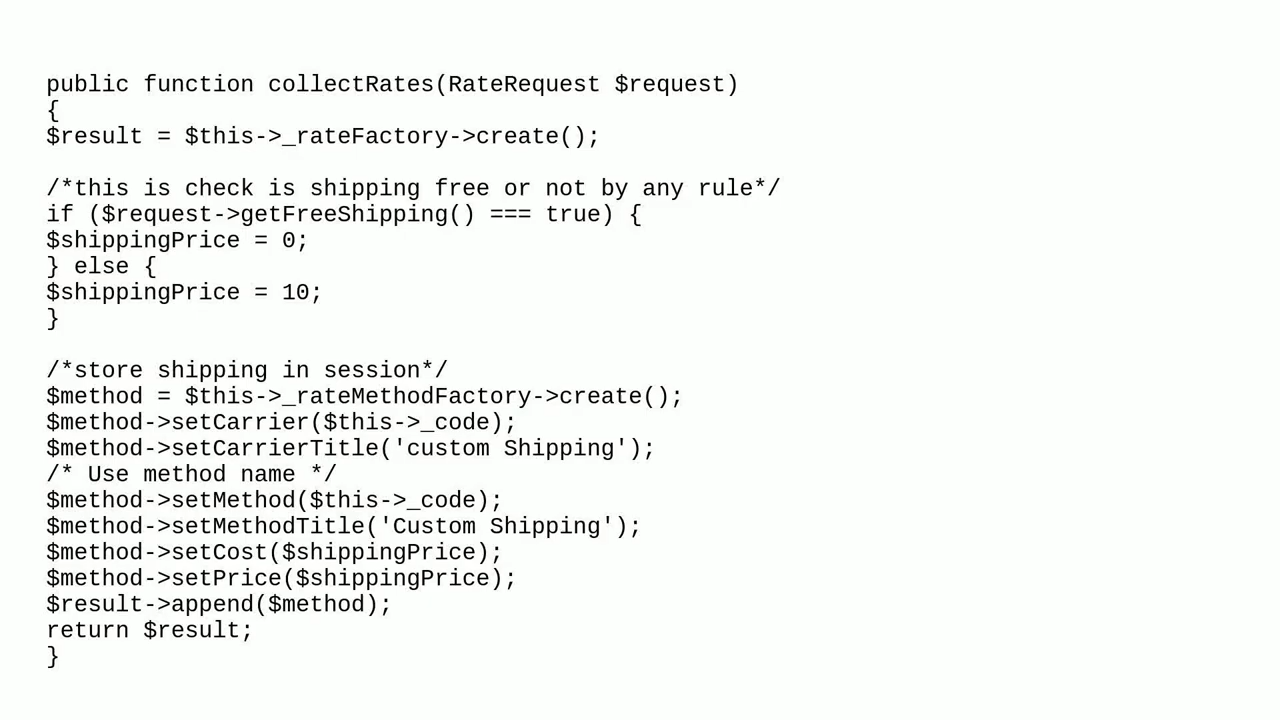 public function collectRates(RateRequest $request)
{
$result = $this->_rateFactory->create();
/*this is check is shipping free or not by any rule*/
if ($request->getFreeShipping() === true) {
$shippingPrice = 0;
} else {
$shippingPrice = 10;
}
/*store shipping in session*/
$method = $this->_rateMethodFactory->create();
$method->setCarrier($this->_code);
$method->setCarrierTitle('custom Shipping');
/* Use method name */
$method->setMethod($this->_code);
$method->setMethodTitle('Custom Shipping');
$method->setCost($shippingPrice);
$method->setPrice($shippingPrice);
$result->append($method);
return $result;
}